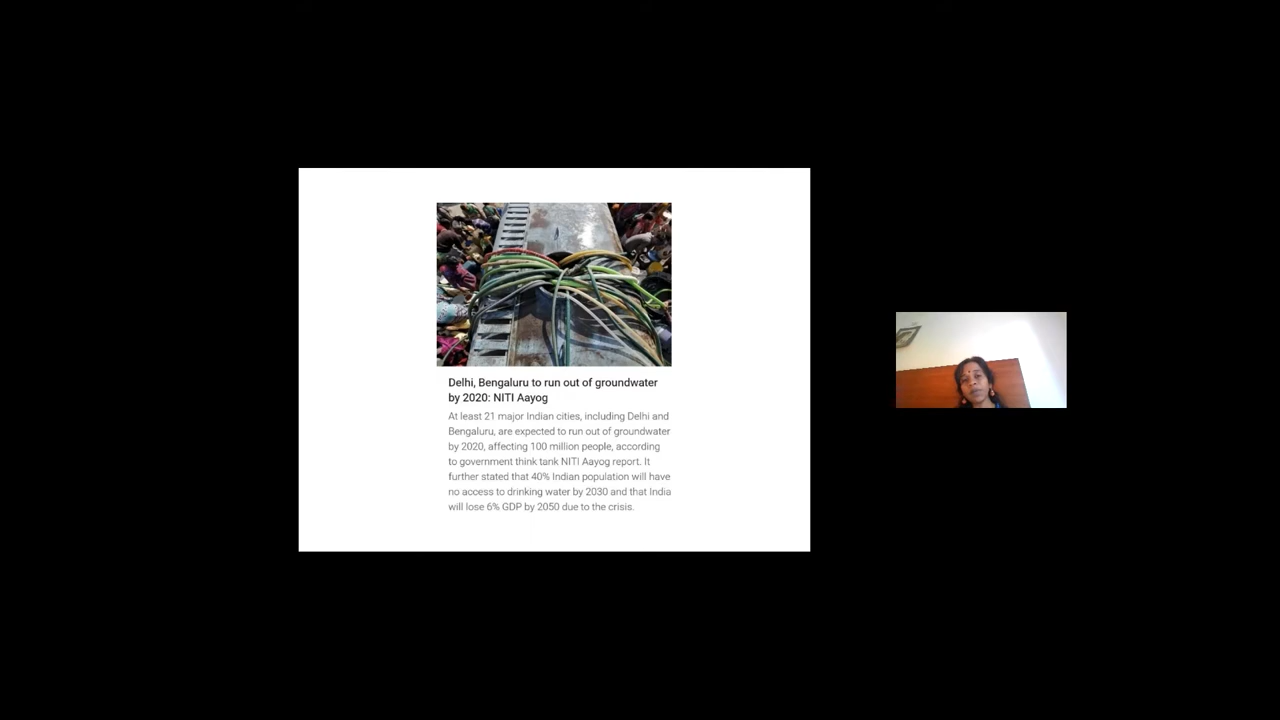 Delhi, Bengaluru to run out of groundwater
by 2020: NITI Aayog
At least 21 major Indian cities, including Delhi and
Bengaluru, are expected to run out of groundwater
by 2020, affecting 100 million people, according
to government think tank NITI Aayog report. It
further stated that 40% Indian population will have
no access to drinking water by 2030 and that India
will lose 6% GDP by 2050 due to the crisis.